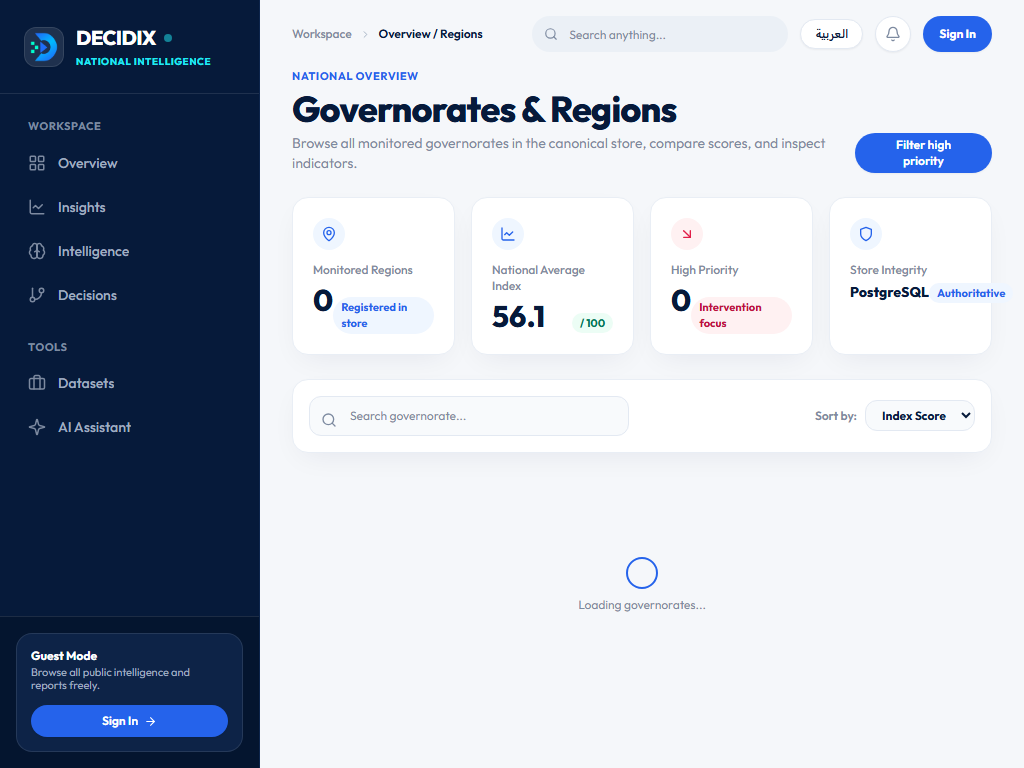 DECIDIX
NATIONAL INTELLIGENCE
WORKSPACE
Overview
Insights
Intelligence
Decisions
TOOLS
Datasets
AI Assistant
Guest Mode
Browse all public intelligence and
reports freely.
Sign In
Workspace
Overview / Regions
Search anything...
العربية
Sign In
NATIONAL OVERVIEW
Governorates & Regions
Browse all monitored governorates in the canonical store, compare scores, and inspect
indicators.
Filter high
priority
Monitored Regions
0
Registered in
store
National Average
Index
56.1
/ 100
High Priority
0
Intervention
focus
Store Integrity
PostgreSQL
Authoritative
Search governorate...
Sort by:
Index Score
Loading governorates...